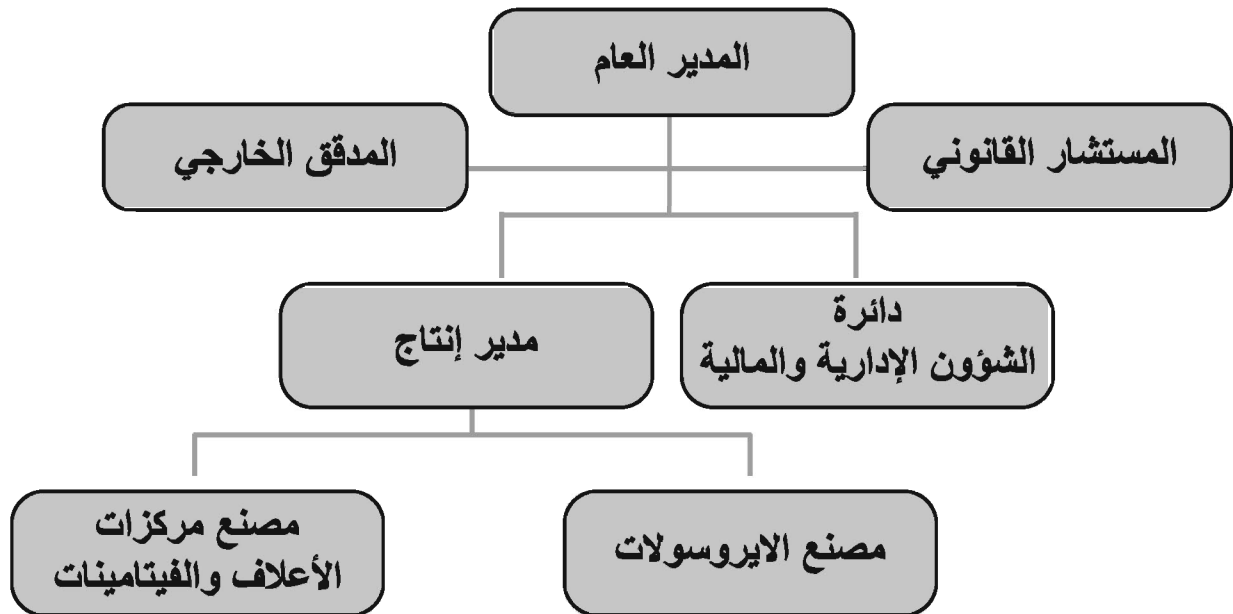 المدير العام
المستشار القانوني
المدقق الخارجي
دائرة
الشؤون الإدارية والمالية
مدير إنتاج
مصنع الايروسولات
مصنع مركزات
الأعلاف والفيتامينات